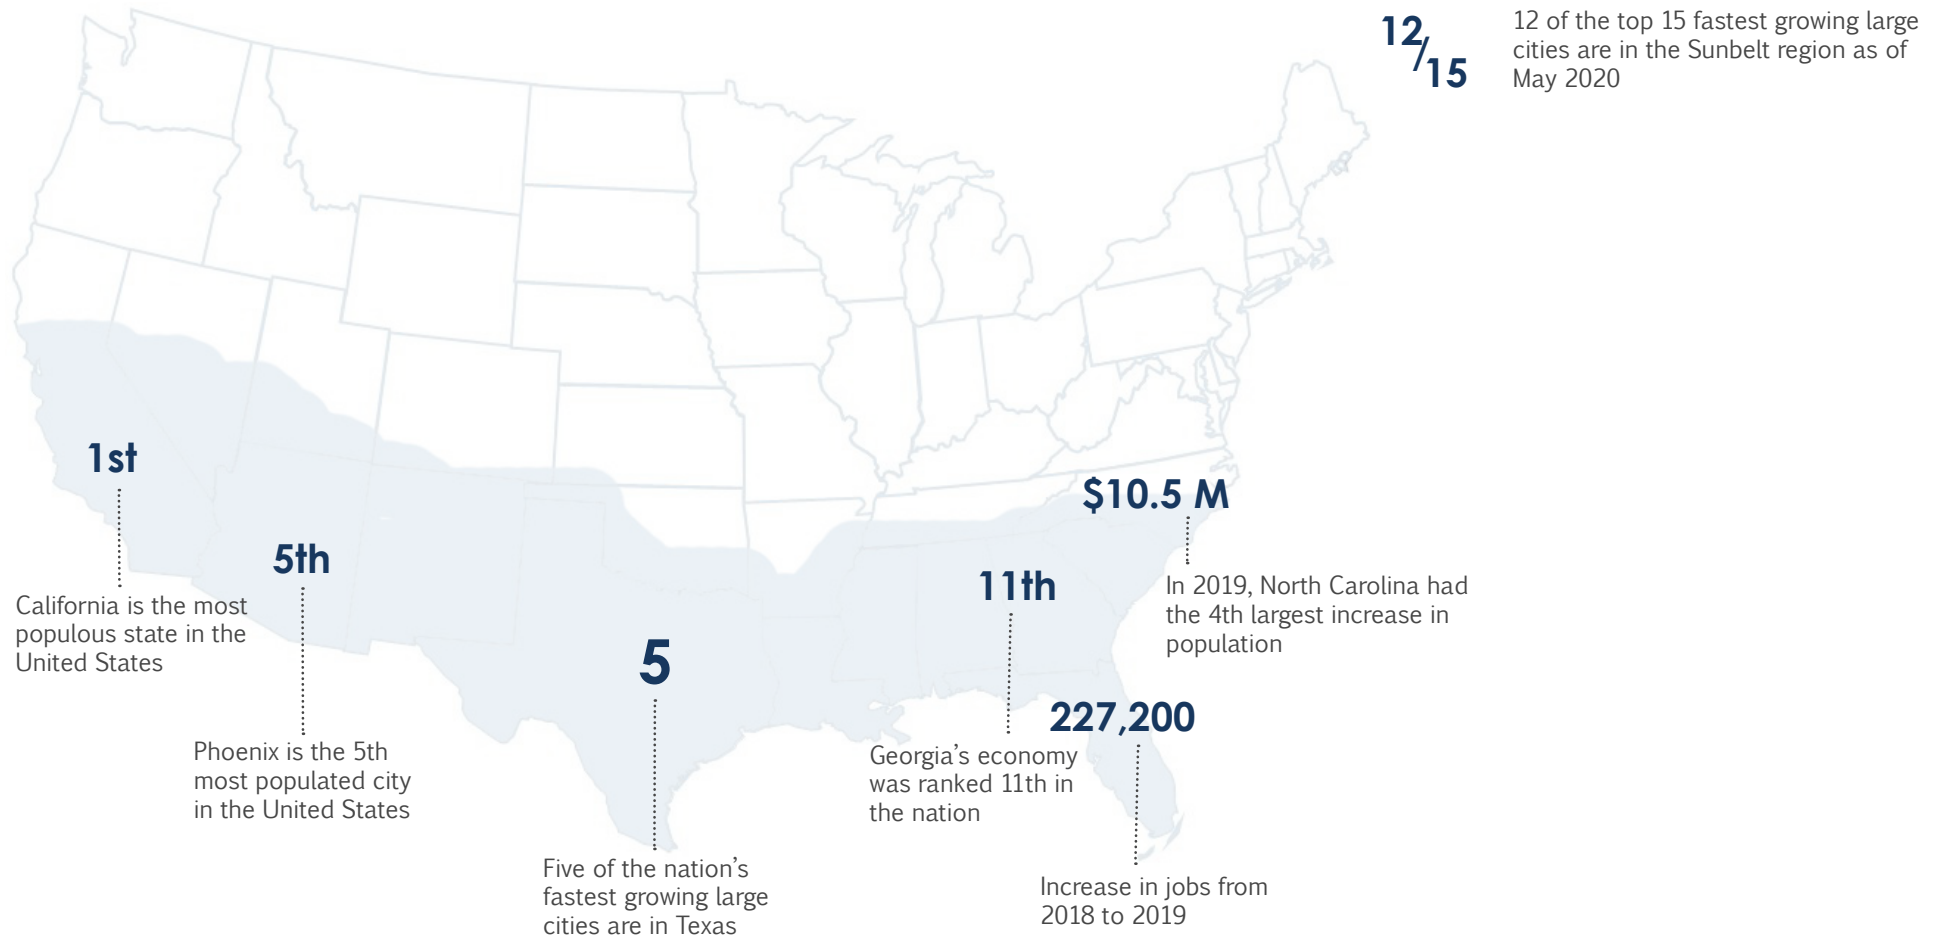 12/15
12 of the top 15 fastest growing large
cities are in the Sunbelt region as of
May 2020
1st
California is the most
populous state in the
United States
5th
Phoenix is the 5th
most populated city
in the United States
5
Five of the nation’s
fastest growing large
cities are in Texas
11th
Georgia’s economy
was ranked 11th in
the nation
$10.5 M
In 2019, North Carolina had
the 4th largest increase in
population
227,200
Increase in jobs from
2018 to 2019